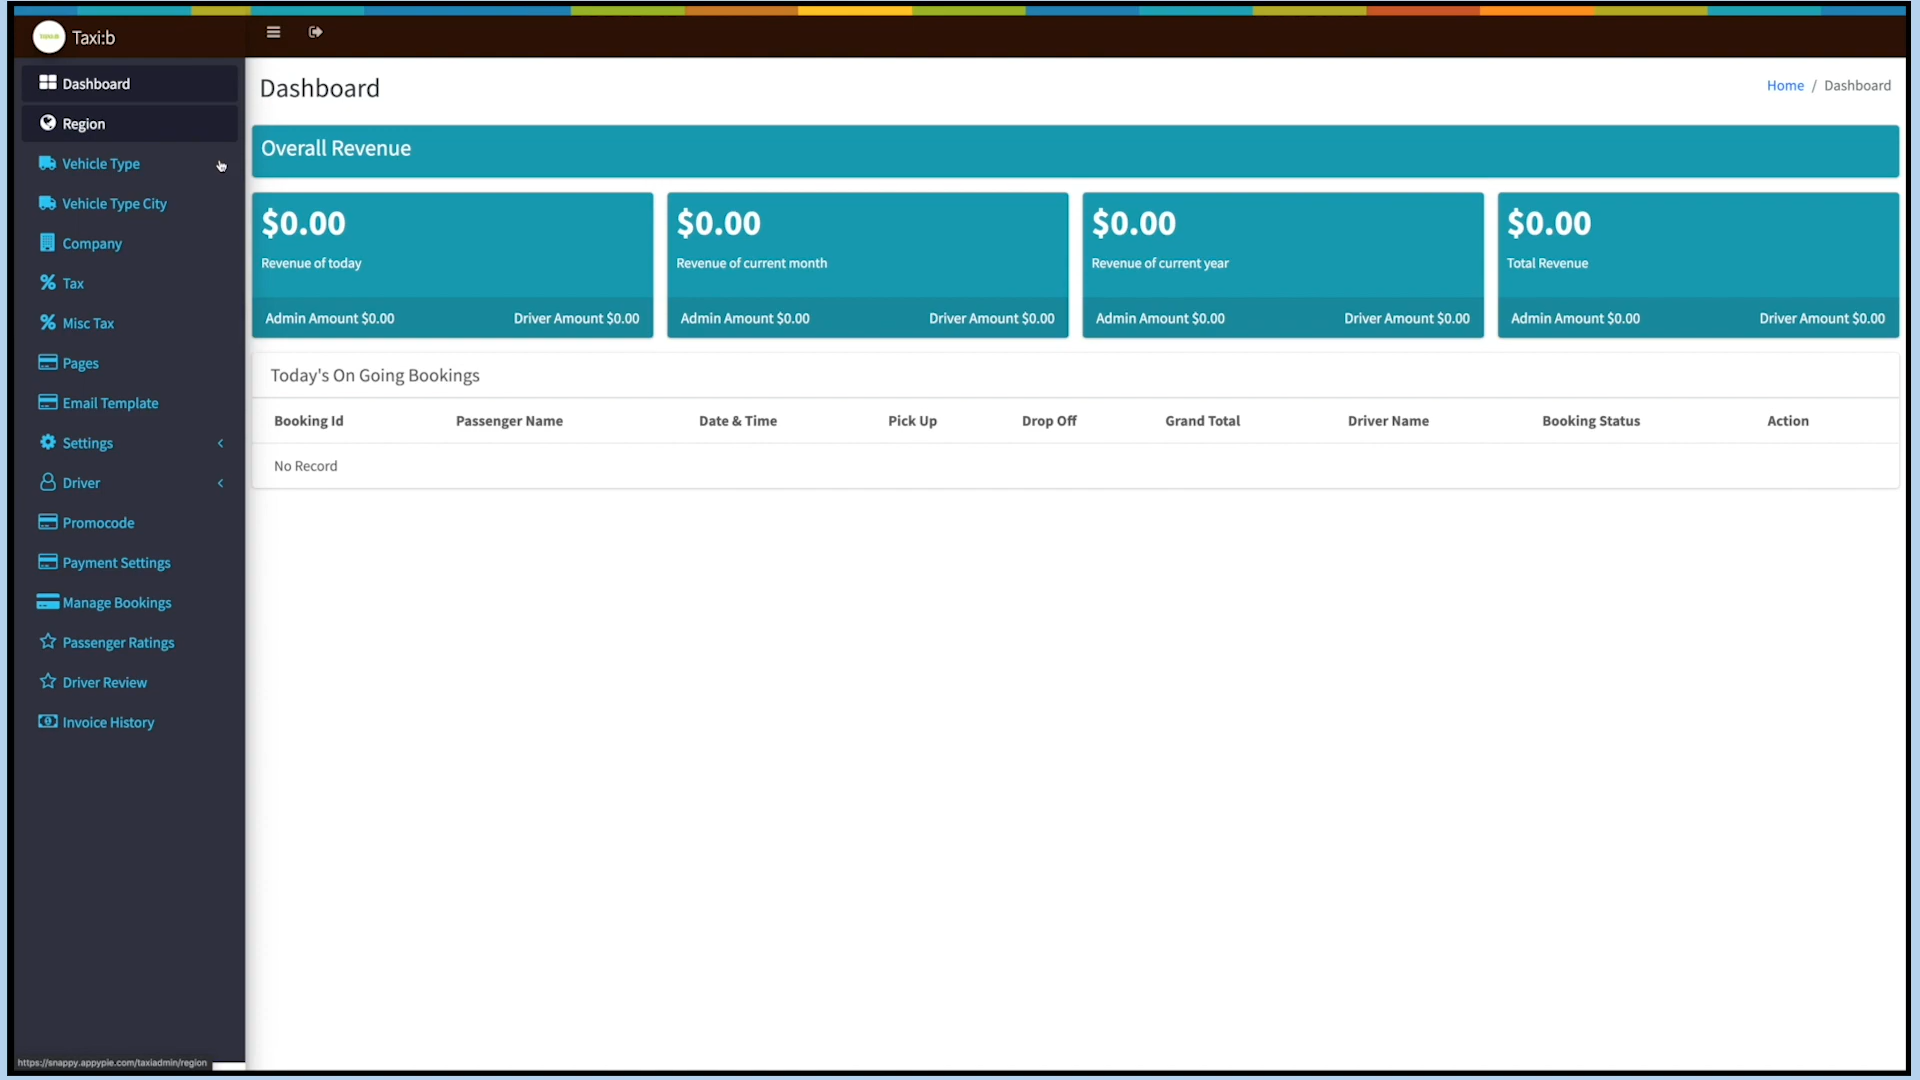 Taxi:b
Dashboard
Region
Vehicle Type
Vehicle Type City
Company
Tax
Misc Tax
Pages
Email Template
Settings
Driver
Promocode
Payment Settings
Manage Bookings
Passenger Ratings
Driver Review
Invoice History
https://snappy.appypie.com/taxiadmin/region
Dashboard
Home / Dashboard
Overall Revenue
$0.00
Revenue of today
Admin Amount $0.00 Driver Amount $0.00
$0.00
Revenue of current month
Admin Amount $0.00 Driver Amount $0.00
$0.00
Revenue of current year
Admin Amount $0.00 Driver Amount $0.00
$0.00
Total Revenue
Admin Amount $0.00 Driver Amount $0.00
Today's On Going Bookings
Booking Id Passenger Name Date & Time Pick Up Drop Off Grand Total Driver Name Booking Status Action
No Record